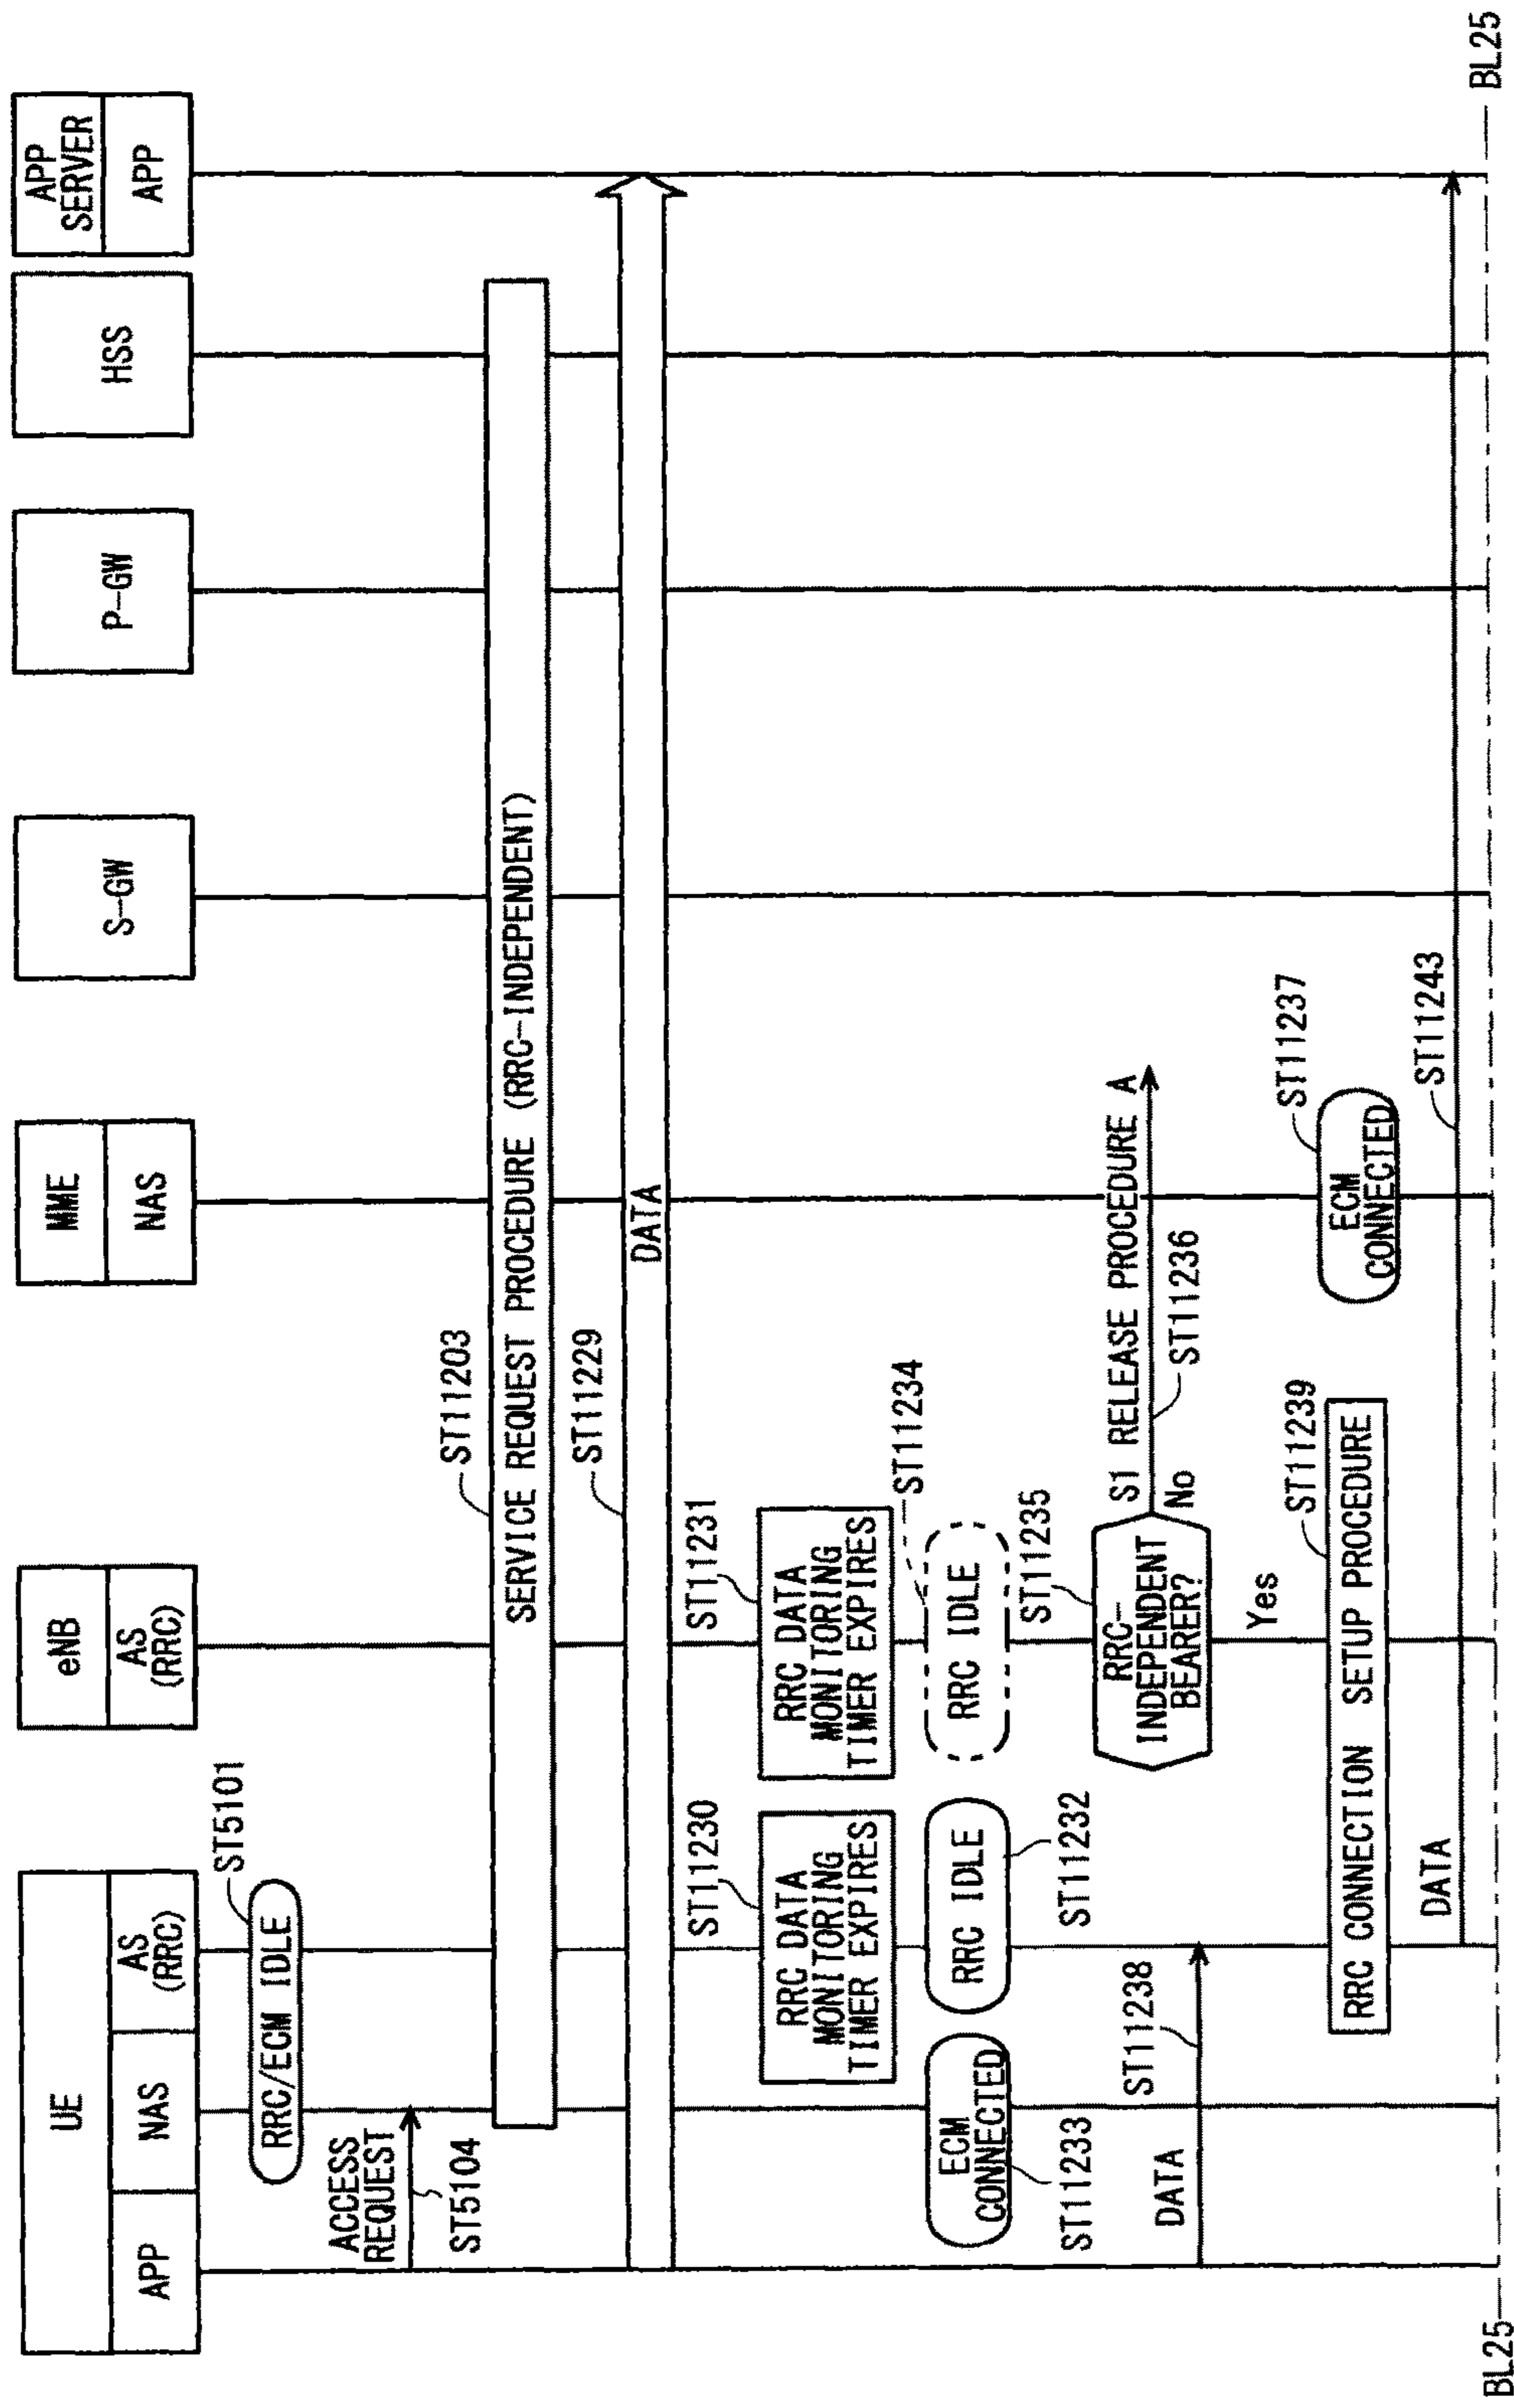 UE
APP
NAS
AS
(RRC)
eNB
AS
(RRC)
MME
NAS
S-GW
P-GW
HSS
APP
SERVER
APP
RRC/ECM IDLE
ST5101
ACCESS
REQUEST
ST5104
ST11203
SERVICE REQUEST PROCEDURE (RRC-INDEPENDENT)
ST11229
DATA
ST11230
RRC DATA
MONITORING
TIMER EXPIRES
ST11231
RRC DATA
MONITORING
TIMER EXPIRES
ECM
CONNECTED
ST11233
RRC IDLE
ST11232
RRC IDLE
ST11234
ST11235
RRC-
INDEPENDENT
BEARER?
S1 RELEASE PROCEDURE A
No
ST11236
Yes
DATA
ST11238
ECM
CONNECTED
ST11237
RRC CONNECTION SETUP PROCEDURE
ST11239
DATA
ST11243
BL25
BL25